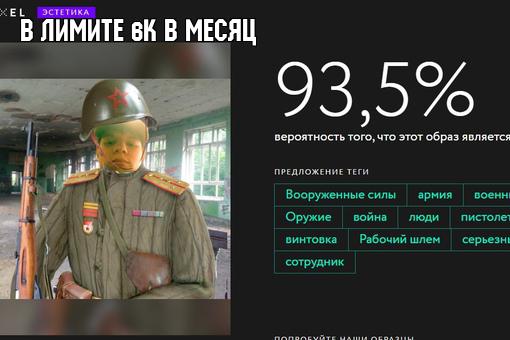 XEL ЭСТЕТИКА
В ЛИМИТЕ 6К В МЕСЯЦ
93,5%
вероятность того, что этот образ является
ПРЕДЛОЖЕНИЕ ТЕГИ
Вооруженные силы армия военн
Оружие война люди пистолет
винтовка Рабочий шлем серьезнь
сотрудник
ПОПРОБУЙТЕ НАШИ ОБРАЗЦЫ